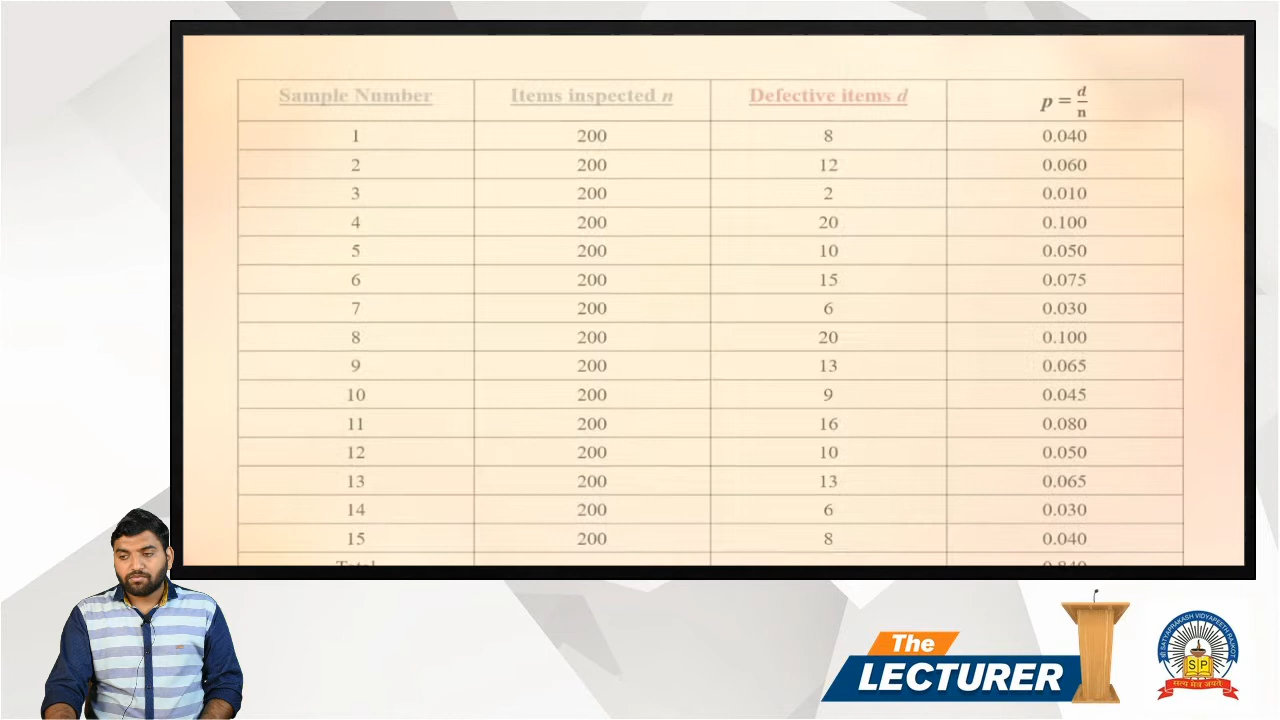 Sample Number Items inspected n Defective items d p = d/n
1 200 8 0.040
2 200 12 0.060
3 200 2 0.010
4 200 20 0.100
5 200 10 0.050
6 200 15 0.075
7 200 6 0.030
8 200 20 0.100
9 200 13 0.065
10 200 9 0.045
11 200 16 0.080
12 200 10 0.050
13 200 13 0.065
14 200 6 0.030
15 200 8 0.040
The
LECTURER
SP
सत्य मेव जयते